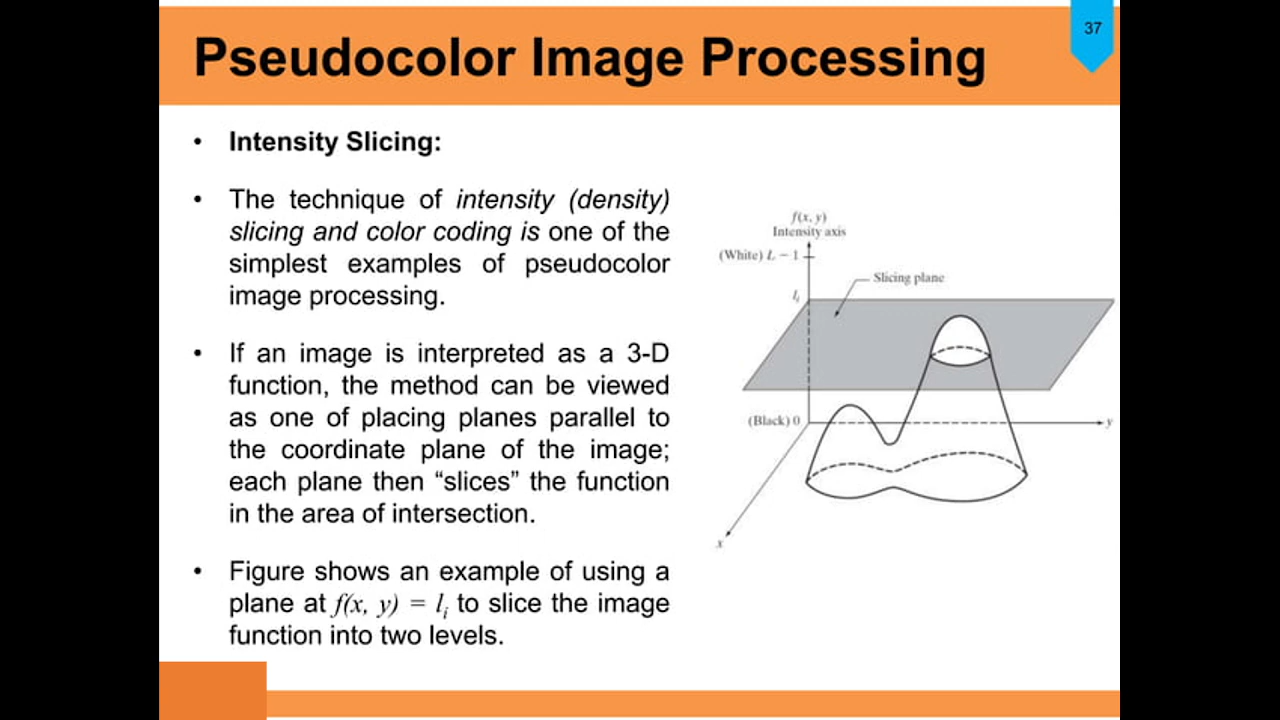 37
Pseudocolor Image Processing
• Intensity Slicing:
• The technique of intensity (density)
slicing and color coding is one of the
simplest examples of pseudocolor
image processing.
• If an image is interpreted as a 3-D
function, the method can be viewed
as one of placing planes parallel to
the coordinate plane of the image;
each plane then “slices” the function
in the area of intersection.
• Figure shows an example of using a
plane at f(x, y) = lᵢ to slice the image
function into two levels.
f(x, y)
Intensity axis
(White) L − 1
Slicing plane
lᵢ
(Black) 0
y
x